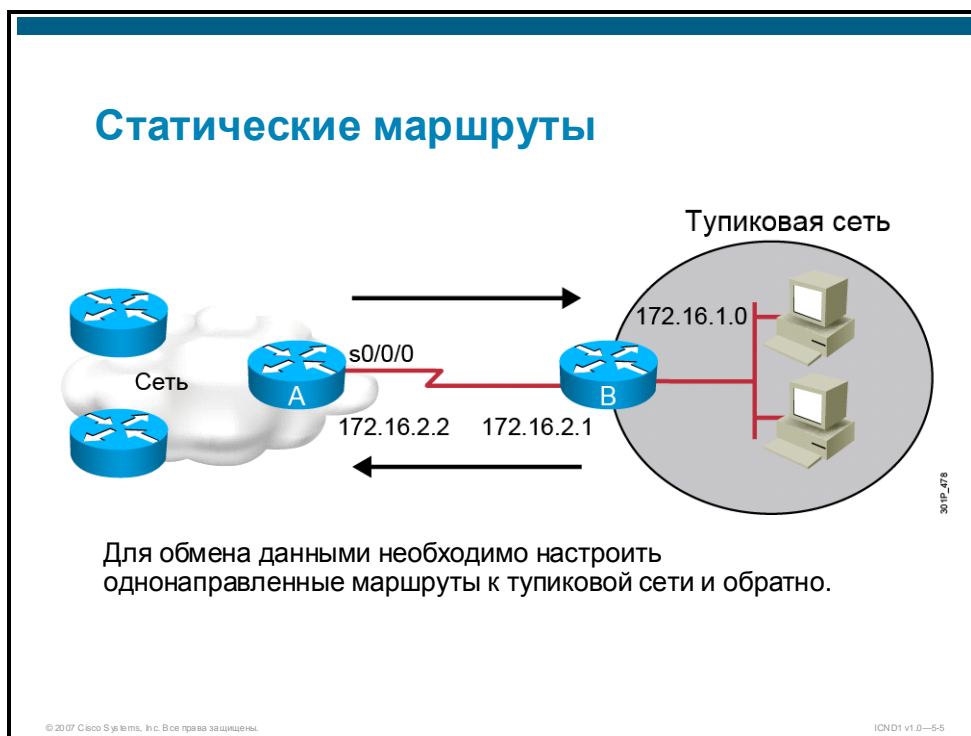 Статические маршруты
Тупиковая сеть
172.16.1.0
s0/0/0
Сеть
A
B
172.16.2.2
172.16.2.1
301P_478
Для обмена данными необходимо настроить
однонаправленные маршруты к тупиковой сети и обратно.
© 2007 Cisco Systems, Inc. Все права защищены.
ICND1 v1.0—5-5